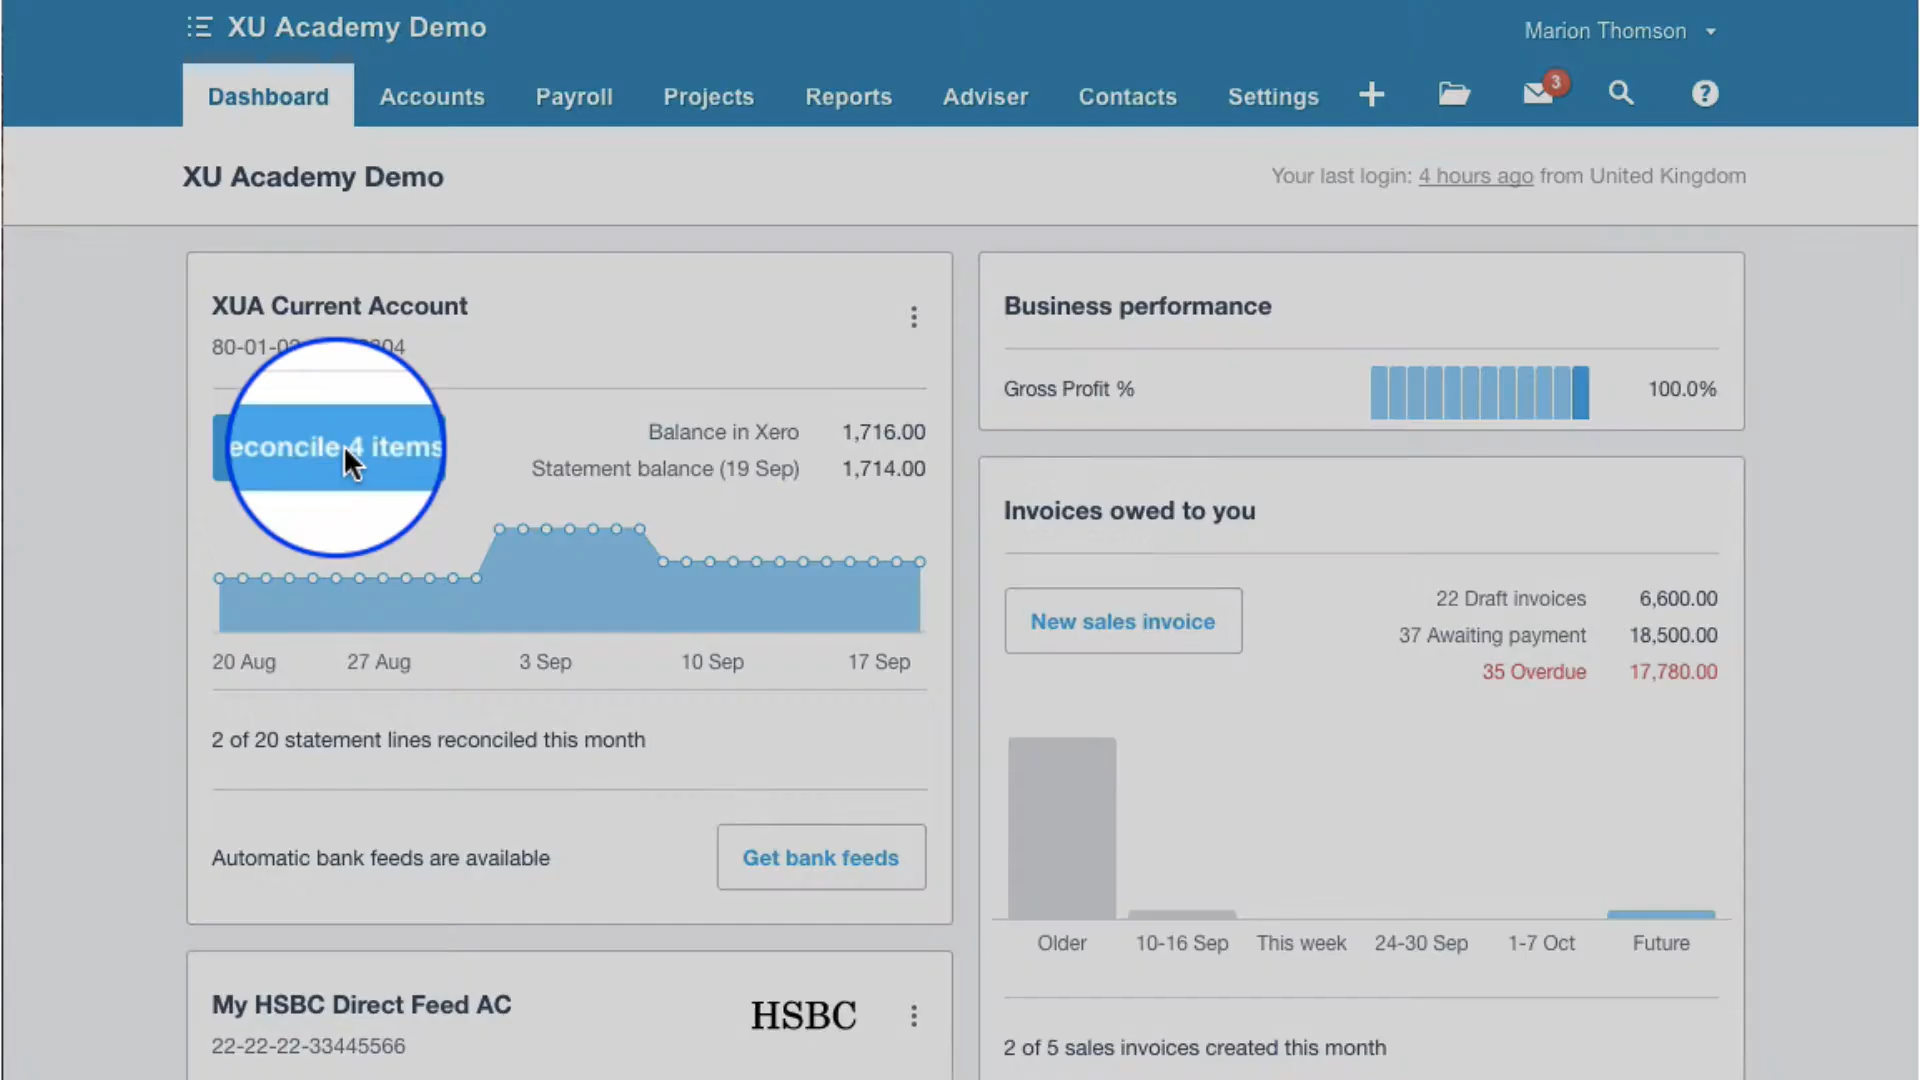 XU Academy Demo
Marion Thomson
Dashboard Accounts Payroll Projects Reports Adviser Contacts Settings 3
XU Academy Demo
Your last login: 4 hours ago from United Kingdom
XUA Current Account
80-01-0
econcile 4 items
Balance in Xero 1,716.00
Statement balance (19 Sep) 1,714.00
20 Aug 27 Aug 3 Sep 10 Sep 17 Sep
2 of 20 statement lines reconciled this month
Automatic bank feeds are available
Get bank feeds
My HSBC Direct Feed AC
HSBC
22-22-22-33445566
Business performance
Gross Profit % 100.0%
Invoices owed to you
New sales invoice
22 Draft invoices 6,600.00
37 Awaiting payment 18,500.00
35 Overdue 17,780.00
Older 10-16 Sep This week 24-30 Sep 1-7 Oct Future
2 of 5 sales invoices created this month